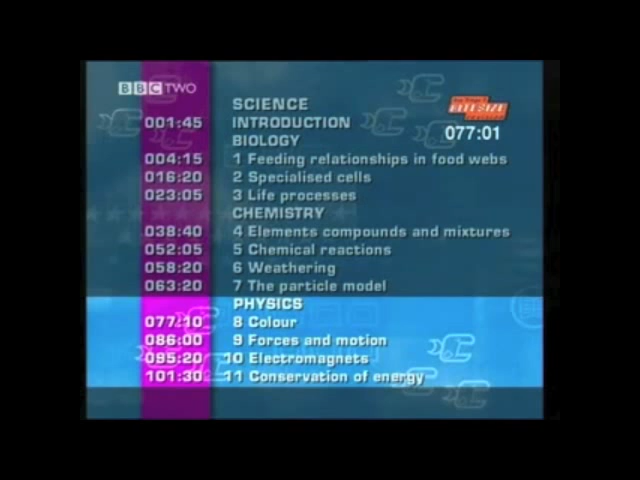 BBC TWO
SCIENCE
BITESIZE
077:01
001:45 INTRODUCTION
BIOLOGY
004:15 1 Feeding relationships in food webs
016:20 2 Specialised cells
023:05 3 Life processes
CHEMISTRY
038:40 4 Elements compounds and mixtures
052:05 5 Chemical reactions
058:20 6 Weathering
063:20 7 The particle model
PHYSICS
077:10 8 Colour
086:00 9 Forces and motion
095:20 10 Electromagnets
101:30 11 Conservation of energy